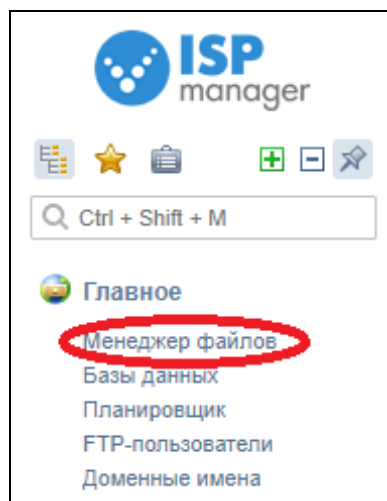 ISP
manager
Ctrl + Shift + M
Главное
Менеджер файлов
Базы данных
Планировщик
FTP-пользователи
Доменные имена